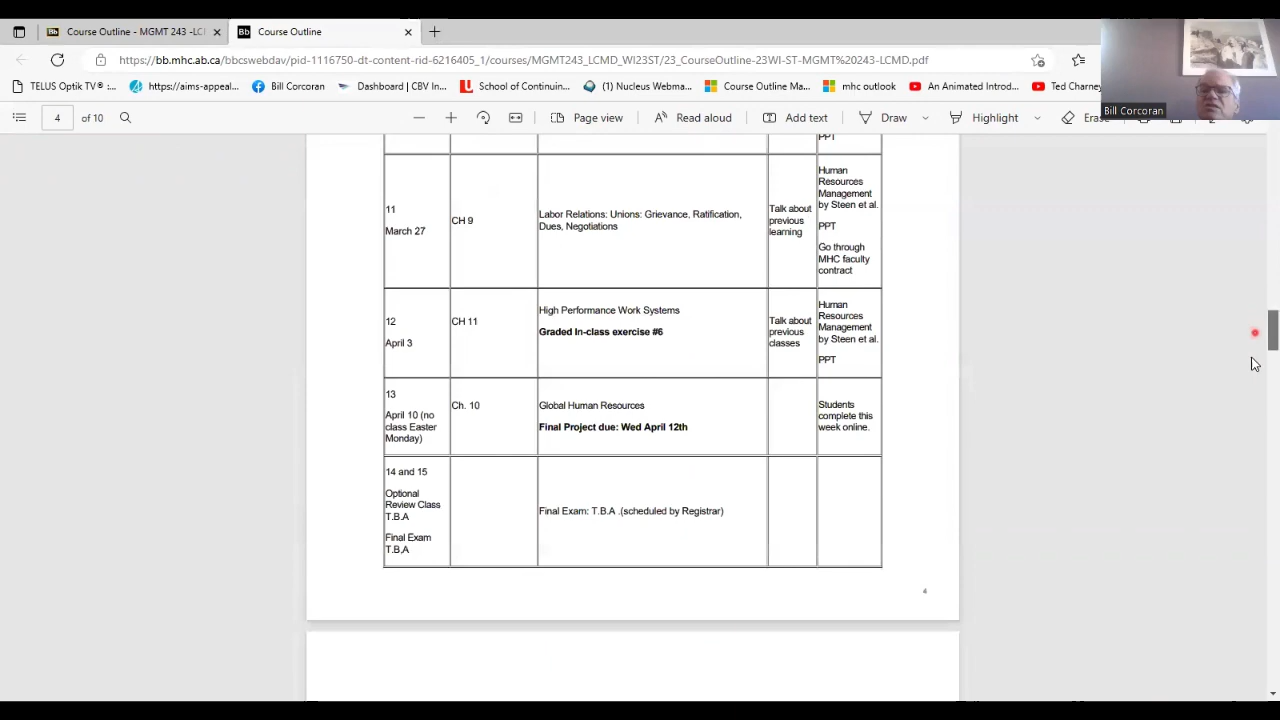 Course Outline - MGMT 243 -LC
Course Outline
https://bb.mhc.ab.ca/bbcswebdav/pid-1116750-dt-content-rid-6216405_1/courses/MGMT243_LCMD_WI23ST/23_CourseOutline-23WI-ST-MGMT%20243-LCMD.pdf
TELUS Optik TV® :...
https://aims-appeal...
Bill Corcoran
Dashboard | CFHI-...
School of Continuin...
(1) Nucleus Webma...
Course Outline Ma...
mhc outlook
An Animated Introd...
Ted Charney
Bill Corcoran
4 of 10
Page view
Read aloud
Add text
Draw
Highlight
Erase
PPT
11
March 27
CH 9
Labor Relations: Unions: Grievance, Ratification,
Dues, Negotiations
Talk about
previous
learning
Human
Resources
Management
by Steen et al.
PPT
Go through
MHC faculty
contract
12
April 3
CH 11
High Performance Work Systems
Graded In-class exercise #6
Talk about
previous
classes
Human
Resources
Management
by Steen et al.
PPT
13
April 10 (no
class Easter
Monday)
Ch. 10
Global Human Resources
Final Project due: Wed April 12th
Students
complete this
week online.
14 and 15
Optional
Review Class
T.B.A
Final Exam
T.B.A
Final Exam: T.B.A .(scheduled by Registrar)
4